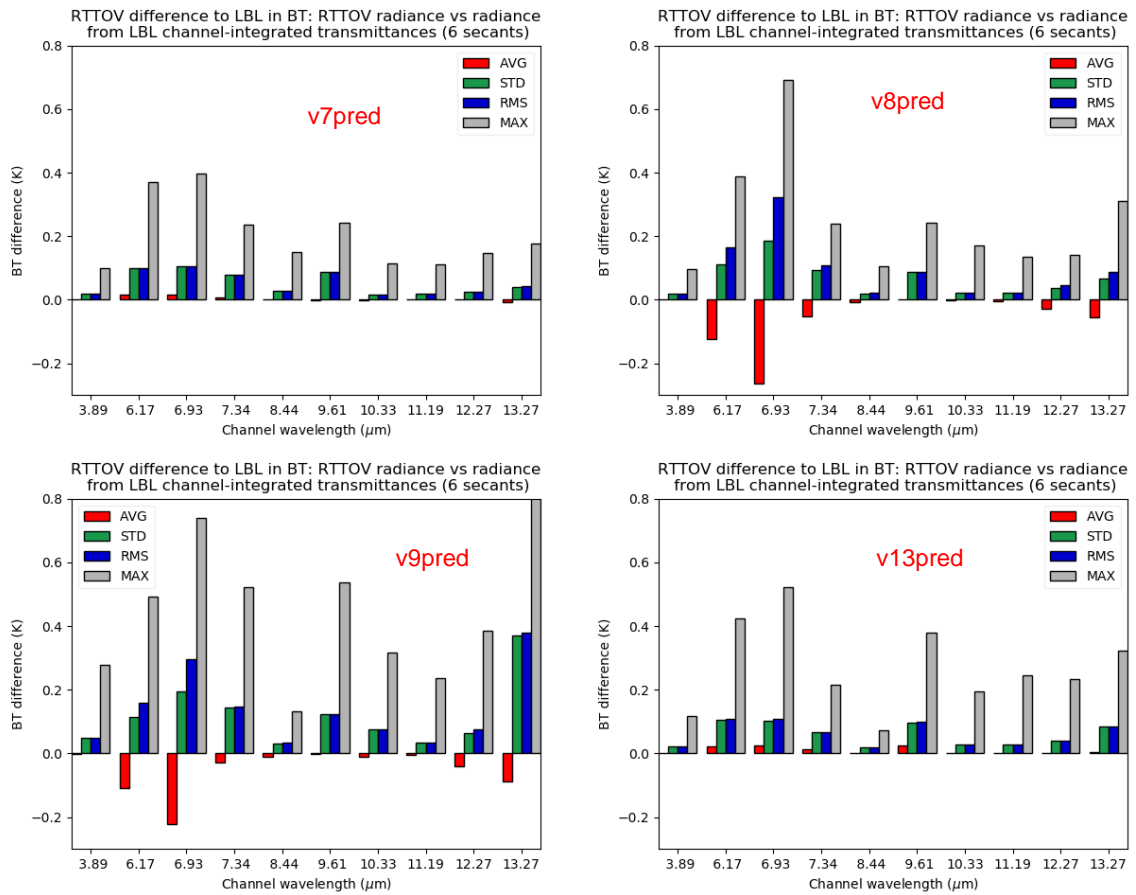 RTTOV difference to LBL in BT: RTTOV radiance vs radiance
from LBL channel-integrated transmittances (6 secants)
0.8
0.6
0.4
0.2
0.0
−0.2
BT difference (K)
AVG
STD
RMS
MAX
v7pred
3.89 6.17 6.93 7.34 8.44 9.61 10.33 11.19 12.27 13.27
Channel wavelength (μm)
RTTOV difference to LBL in BT: RTTOV radiance vs radiance
from LBL channel-integrated transmittances (6 secants)
0.8
0.6
0.4
0.2
0.0
−0.2
BT difference (K)
AVG
STD
RMS
MAX
v8pred
3.89 6.17 6.93 7.34 8.44 9.61 10.33 11.19 12.27 13.27
Channel wavelength (μm)
RTTOV difference to LBL in BT: RTTOV radiance vs radiance
from LBL channel-integrated transmittances (6 secants)
0.8
0.6
0.4
0.2
0.0
−0.2
BT difference (K)
AVG
STD
RMS
MAX
v9pred
3.89 6.17 6.93 7.34 8.44 9.61 10.33 11.19 12.27 13.27
Channel wavelength (μm)
RTTOV difference to LBL in BT: RTTOV radiance vs radiance
from LBL channel-integrated transmittances (6 secants)
0.8
0.6
0.4
0.2
0.0
−0.2
BT difference (K)
AVG
STD
RMS
MAX
v13pred
3.89 6.17 6.93 7.34 8.44 9.61 10.33 11.19 12.27 13.27
Channel wavelength (μm)